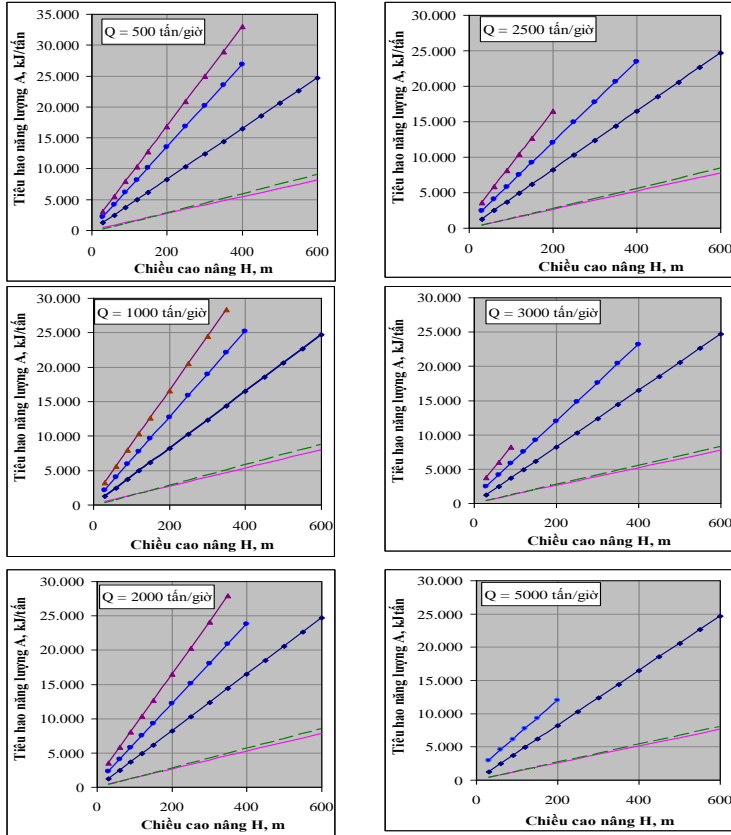 Q = 500 tấn/giờ
Tiêu hao năng lượng A, kJ/tấn
35.000
30.000
25.000
20.000
15.000
10.000
5.000
0
0 200 400 600
Chiều cao nâng H, m
Q = 2500 tấn/giờ
Tiêu hao năng lượng A, kJ/tấn
30.000
25.000
20.000
15.000
10.000
5.000
0
0 200 400 600
Chiều cao nâng H, m
Q = 1000 tấn/giờ
Tiêu hao năng lượng A, kJ/tấn
30.000
25.000
20.000
15.000
10.000
5.000
0
0 200 400 600
Chiều cao nâng H, m
Q = 3000 tấn/giờ
Tiêu hao năng lượng A, kJ/tấn
30.000
25.000
20.000
15.000
10.000
5.000
0
0 200 400 600
Chiều cao nâng H, m
Q = 2000 tấn/giờ
Tiêu hao năng lượng A, kJ/tấn
30.000
25.000
20.000
15.000
10.000
5.000
0
0 200 400 600
Chiều cao nâng H, m
Q = 5000 tấn/giờ
Tiêu hao năng lượng A, kJ/tấn
30.000
25.000
20.000
15.000
10.000
5.000
0
0 200 400 600
Chiều cao nâng H, m